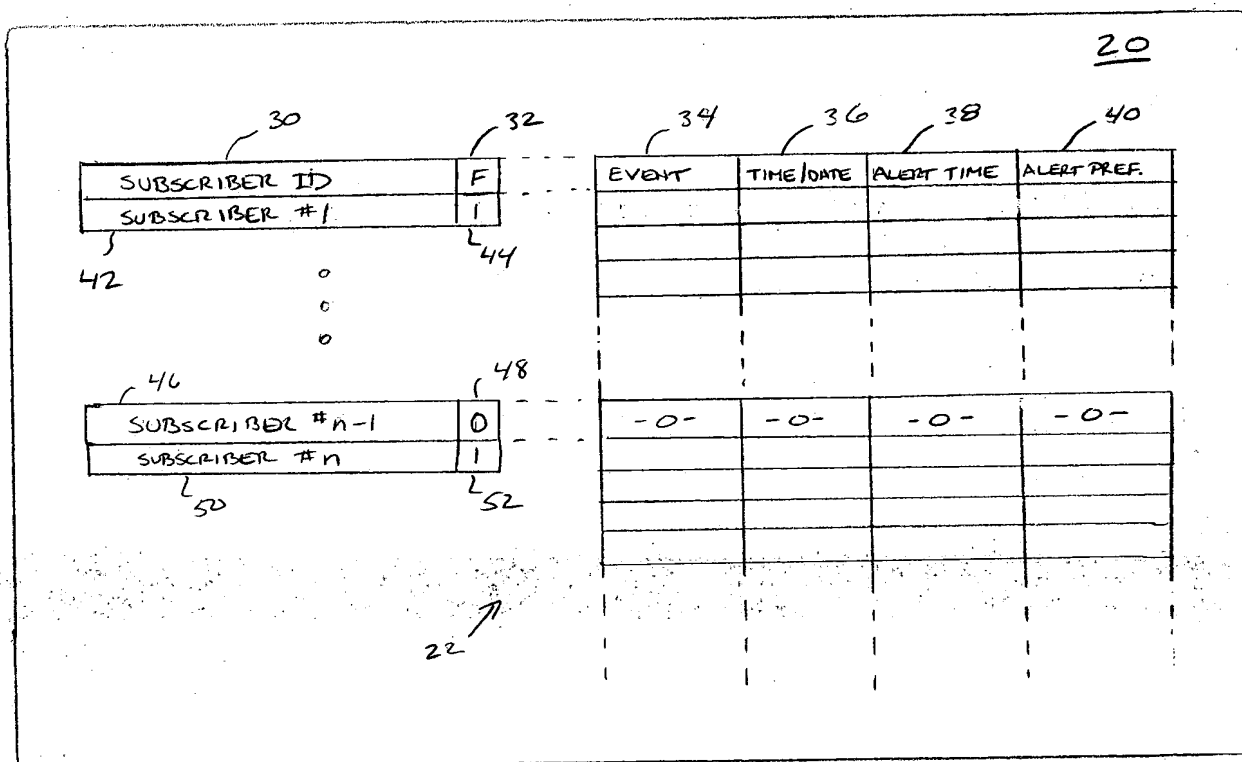 20
30 32 34 36 38 40
SUBSCRIBER ID F EVENT TIME/DATE ALERT TIME ALERT PREF.
SUBSCRIBER #1 1
42 44
46 48
SUBSCRIBER #n-1 0 -0- -0- -0- -0-
SUBSCRIBER #n 1
50 52
22